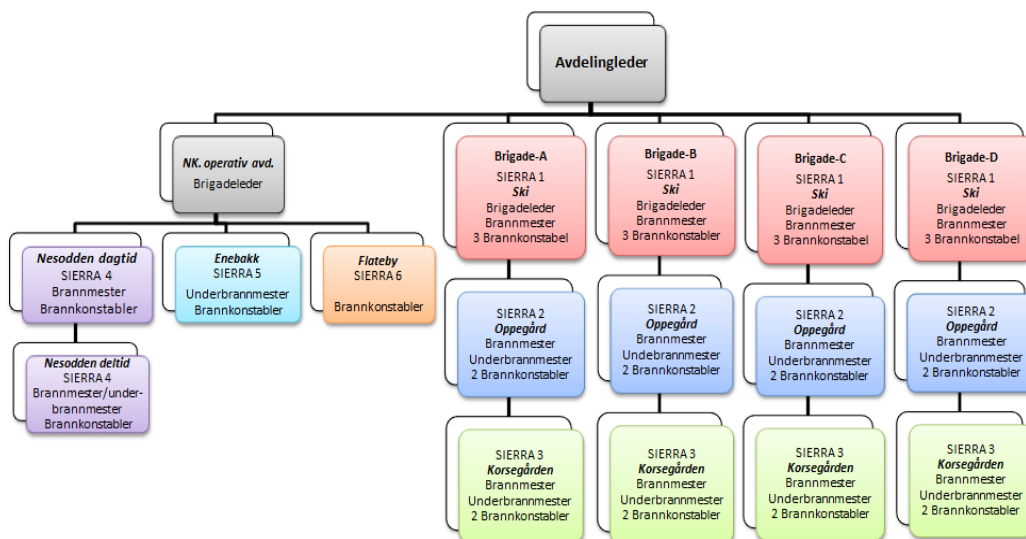 Avdelingleder
NK. operativ avd.
Brigadeleder
Nesodden dagtid
SIERRA 4
Brannmester
Brannkonstabler
Nesodden deltid
SIERRA 4
Brannmester/under-
brannmester
Brannkonstabler
Enebakk
SIERRA 5
Underbrannmester
Brannkonstabler
Flateby
SIERRA 6
Brannkonstabler
Brigade-A
SIERRA 1
Ski
Brigadeleder
Brannmester
3 Brannkonstabel
SIERRA 2
Oppegård
Brannmester
Underbrannmester
2 Brannkonstabler
SIERRA 3
Korsegården
Brannmester
Underbrannmester
2 Brannkonstabler
Brigade-B
SIERRA 1
Ski
Brigadeleder
Brannmester
3 Brannkonstabler
SIERRA 2
Oppegård
Brannmester
Undebrannmester
2 Brannkonstabler
SIERRA 3
Korsegården
Brannmester
Underbrannmester
2 Brannkonstabler
Brigade-C
SIERRA 1
Ski
Brigadeleder
Brannmester
3 Brannkonstabel
SIERRA 2
Oppgård
Brannmester
Underbrannmester
2 Brannkonstabler
SIERRA 3
Korsegården
Brannmester
Underbrannmester
2 Brannkonstabler
Brigade-D
SIERRA 1
Ski
Brigadeleder
Brannmester
3 Brannkonstabel
SIERRA 2
Oppegård
Brannmester
Underbrannmester
2 Brannkonstabler
SIERRA 3
Korsegården
Brannmester
Underbrannmester
2 Brannkonstabler